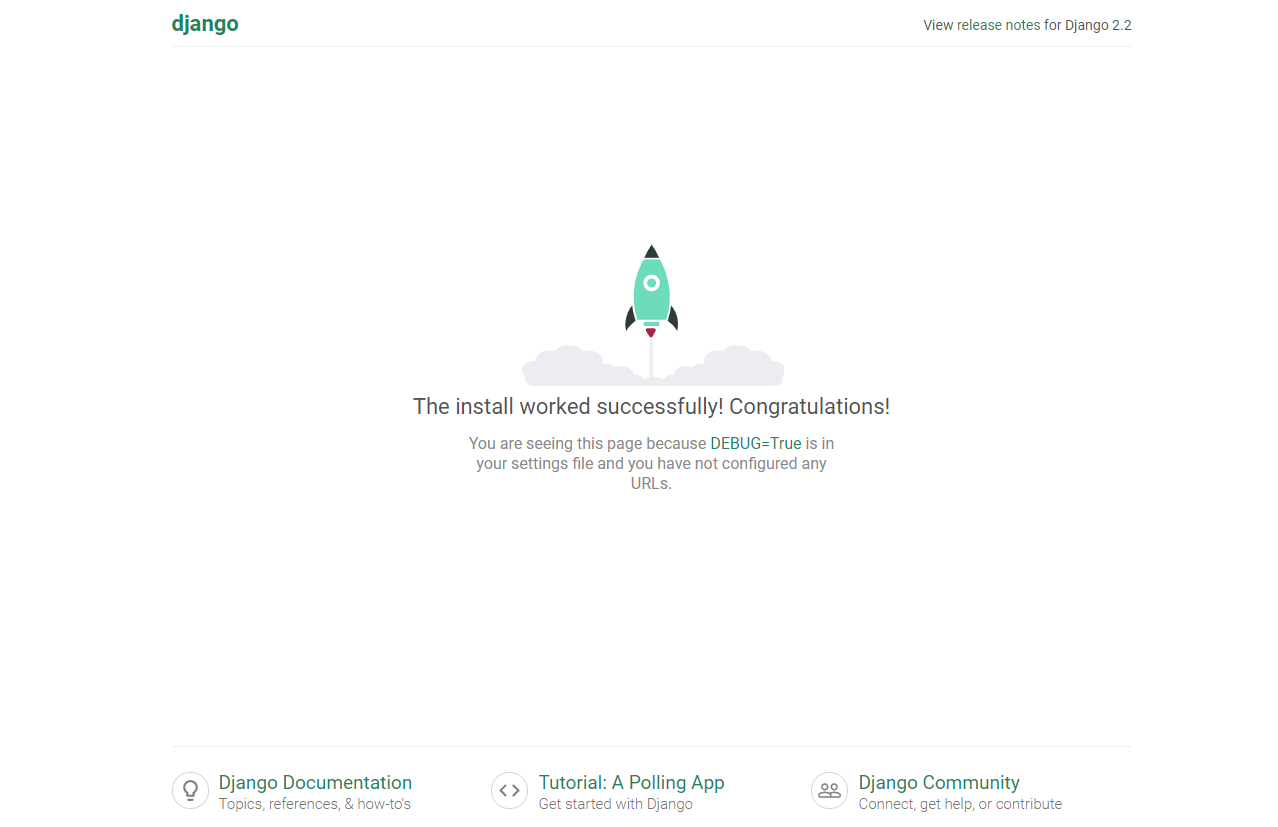 django
View release notes for Django 2.2
The install worked successfully! Congratulations!
You are seeing this page because DEBUG=True is in
your settings file and you have not configured any
URLs.
Django Documentation
Topics, references, & how-to's
Tutorial: A Polling App
Get started with Django
Django Community
Connect, get help, or contribute